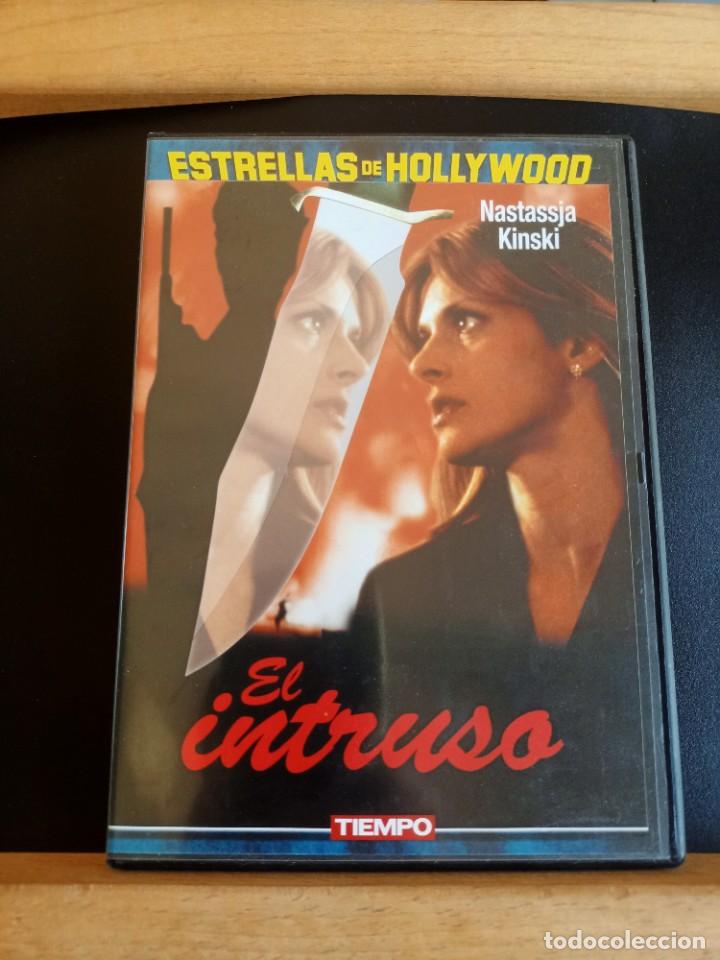 ESTRELLAS DE HOLLYWOOD
Nastassja
Kinski
El
intruso
TIEMPO
todocoleccion